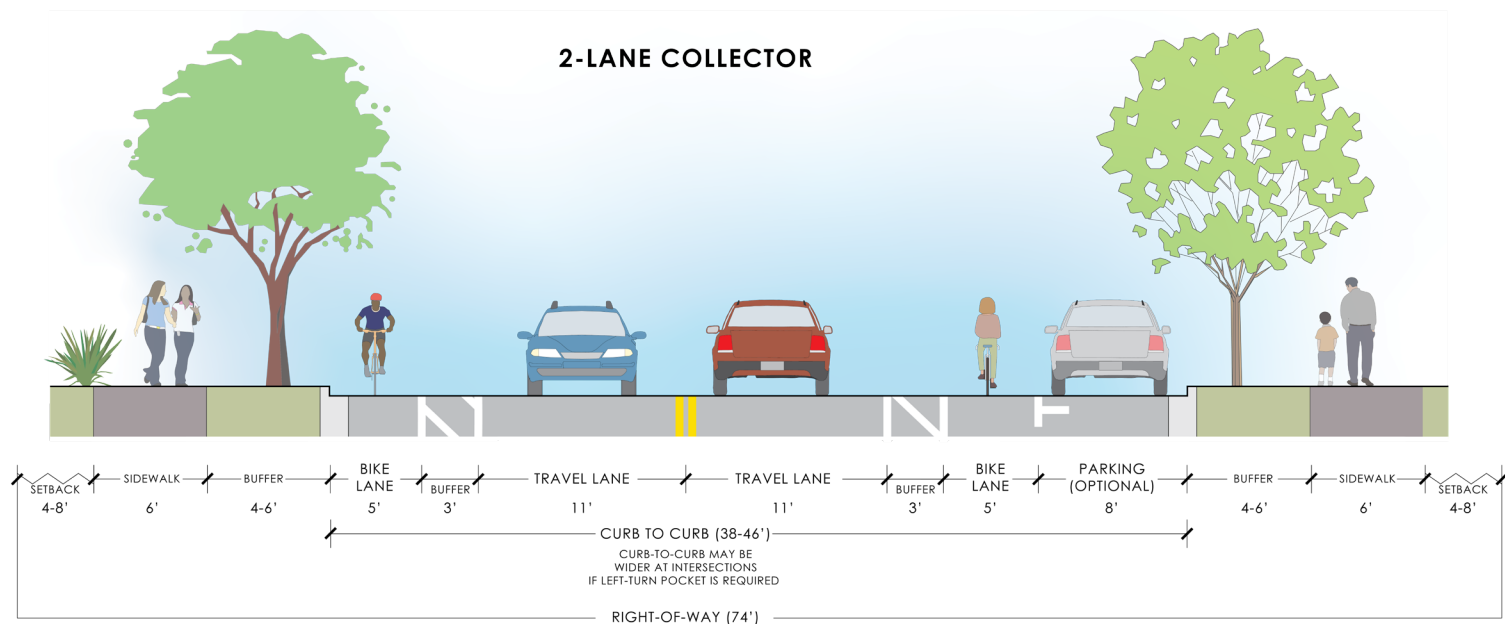 2-LANE COLLECTOR
SETBACK
4-8'
SIDEWALK
6'
BUFFER
4-6'
BIKE
LANE
5'
BUFFER
3'
TRAVEL LANE
11'
TRAVEL LANE
11'
BUFFER
3'
BIKE
LANE
5'
PARKING
(OPTIONAL)
8'
BUFFER
4-6'
SIDEWALK
6'
SETBACK
4-8'
CURB TO CURB (38-46')
CURB-TO-CURB MAY BE
WIDER AT INTERSECTIONS
IF LEFT-TURN POCKET IS REQUIRED
RIGHT-OF-WAY (74')